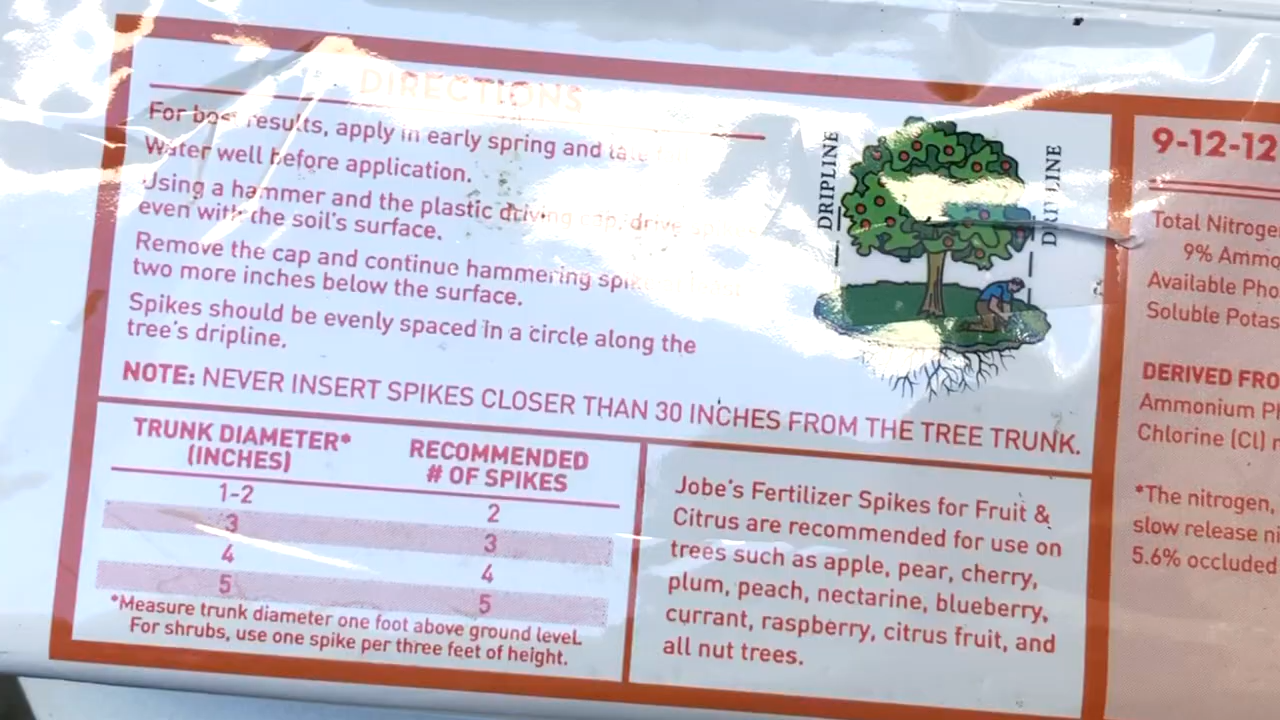 DIRECTIONS
For best results, apply in early spring and late
Water well before application.
Using a hammer and the plastic driving cap, drive
even with the soil's surface.
Remove the cap and continue hammering
two more inches below the surface.
Spikes should be evenly spaced in a circle along the
tree's dripline.
NOTE: NEVER INSERT SPIKES CLOSER THAN 30 INCHES FROM THE TREE TRUNK.
DRIPLINE
DRIPLINE
TRUNK DIAMETER* (INCHES)
RECOMMENDED # OF SPIKES
1-2 2
3 3
4 4
5 5
*Measure trunk diameter one foot above ground level.
For shrubs, use one spike per three feet of height.
Jobe's Fertilizer Spikes for Fruit &
Citrus are recommended for use on
trees such as apple, pear, cherry,
plum, peach, nectarine, blueberry,
currant, raspberry, citrus fruit, and
all nut trees.
9-12-12
Total Nitroge
9% Ammo
Available Pho
Soluble Potas
DERIVED FRO
Ammonium Ph
Chlorine (Cl)
*The nitrogen,
slow release ni
5.6% occluded